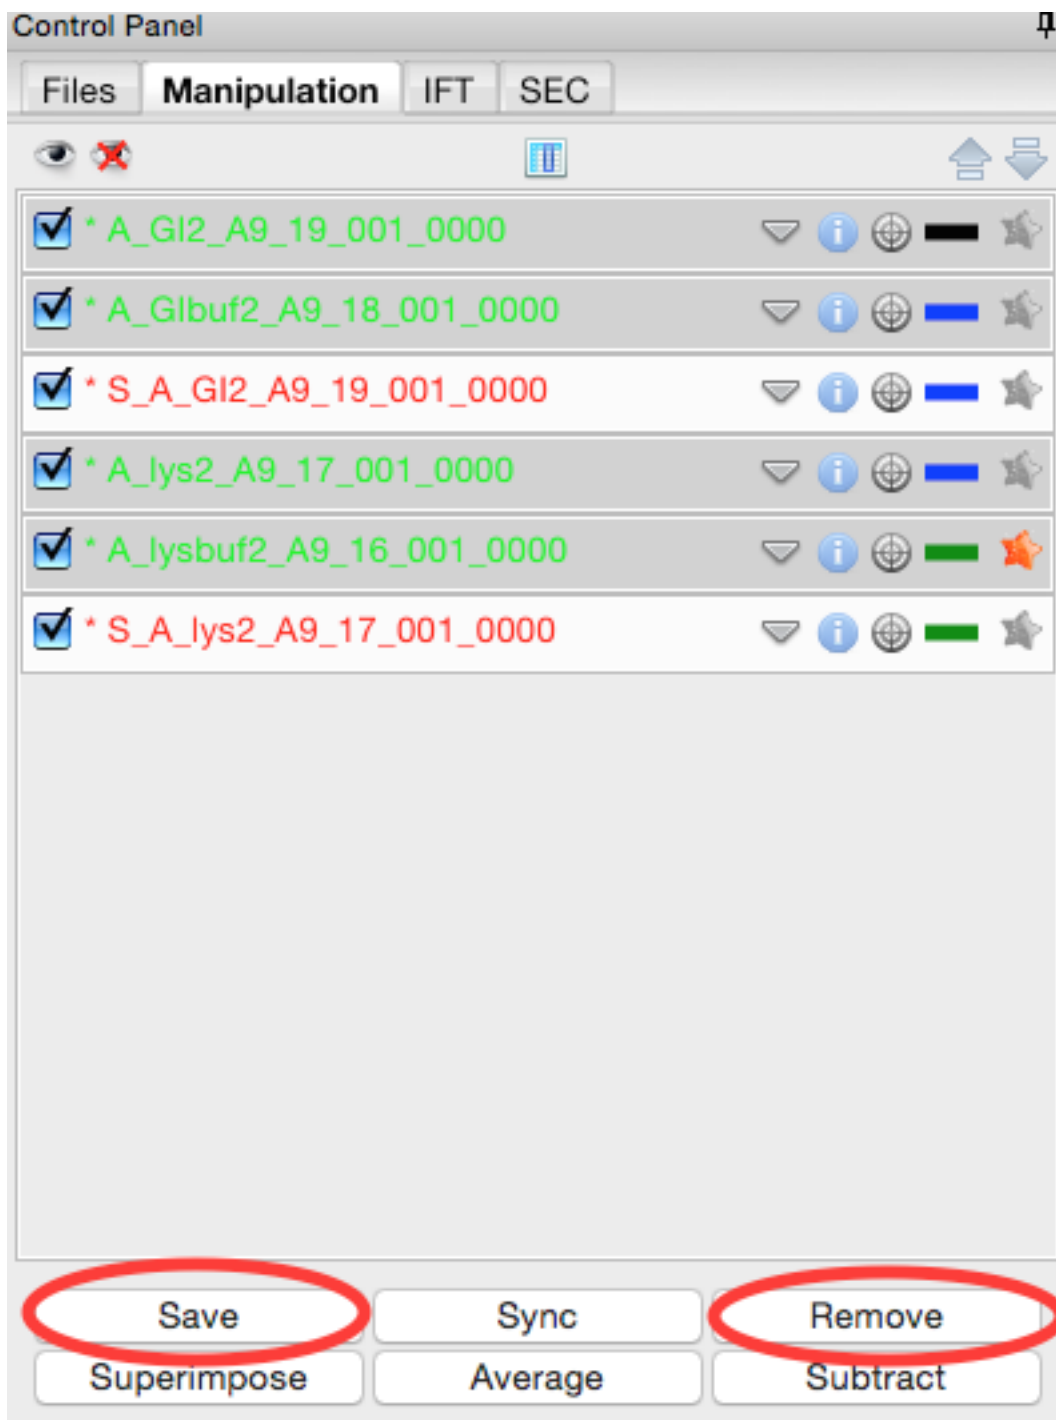 Control Panel
Files Manipulation IFT SEC
* A_GI2_A9_19_001_0000
* A_GIbuf2_A9_18_001_0000
* S_A_GI2_A9_19_001_0000
* A_lys2_A9_17_001_0000
* A_lysbuf2_A9_16_001_0000
* S_A_lys2_A9_17_001_0000
Save Sync Remove
Superimpose Average Subtract